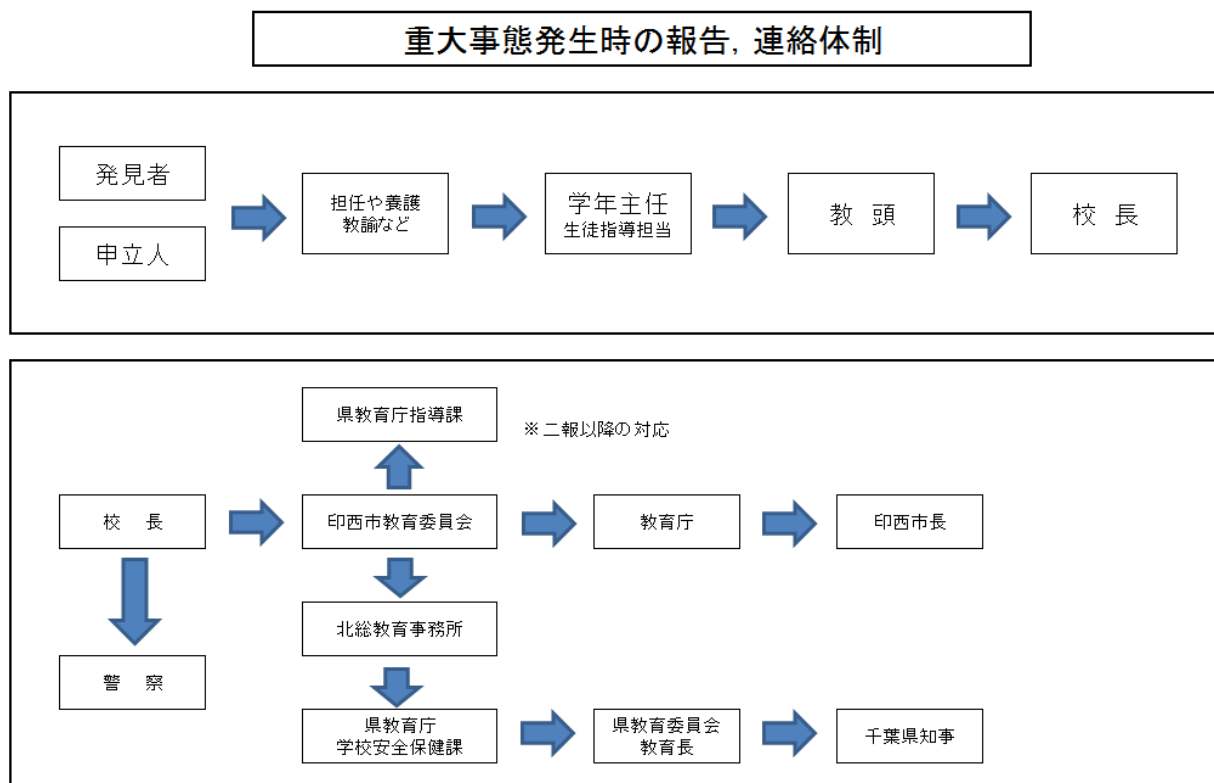 重大事態発生時の報告，連絡体制
発見者
申立人
担任や養護
教諭など
学年主任
生徒指導担当
教 頭
校 長
県教育庁指導課
※二報以降の対応
校 長
印西市教育委員会
教育庁
印西市長
北総教育事務所
警 察
県教育庁
学校安全保健課
県教育委員会
教育長
千葉県知事